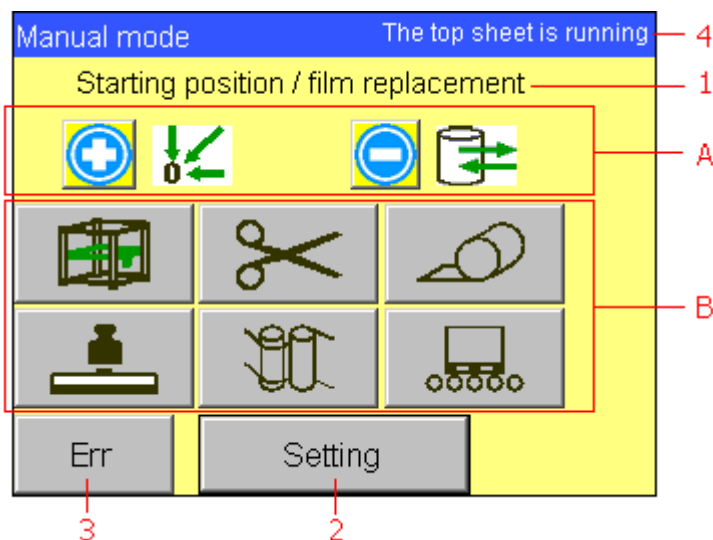 Manual mode
The top sheet is running
4
Starting position / film replacement
1
A
0
B
Err
Setting
3
2